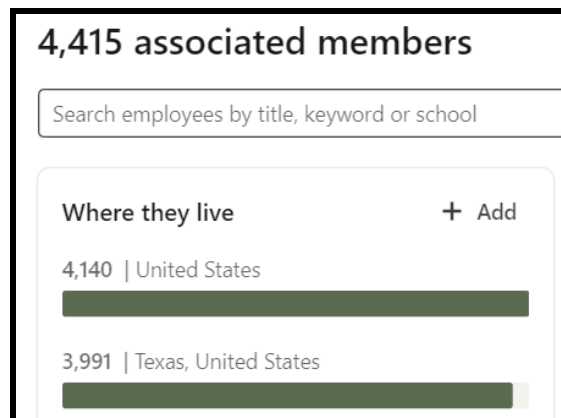 4,415 associated members
Search employees by title, keyword or school
Where they live + Add
4,140 | United States
3,991 | Texas, United States